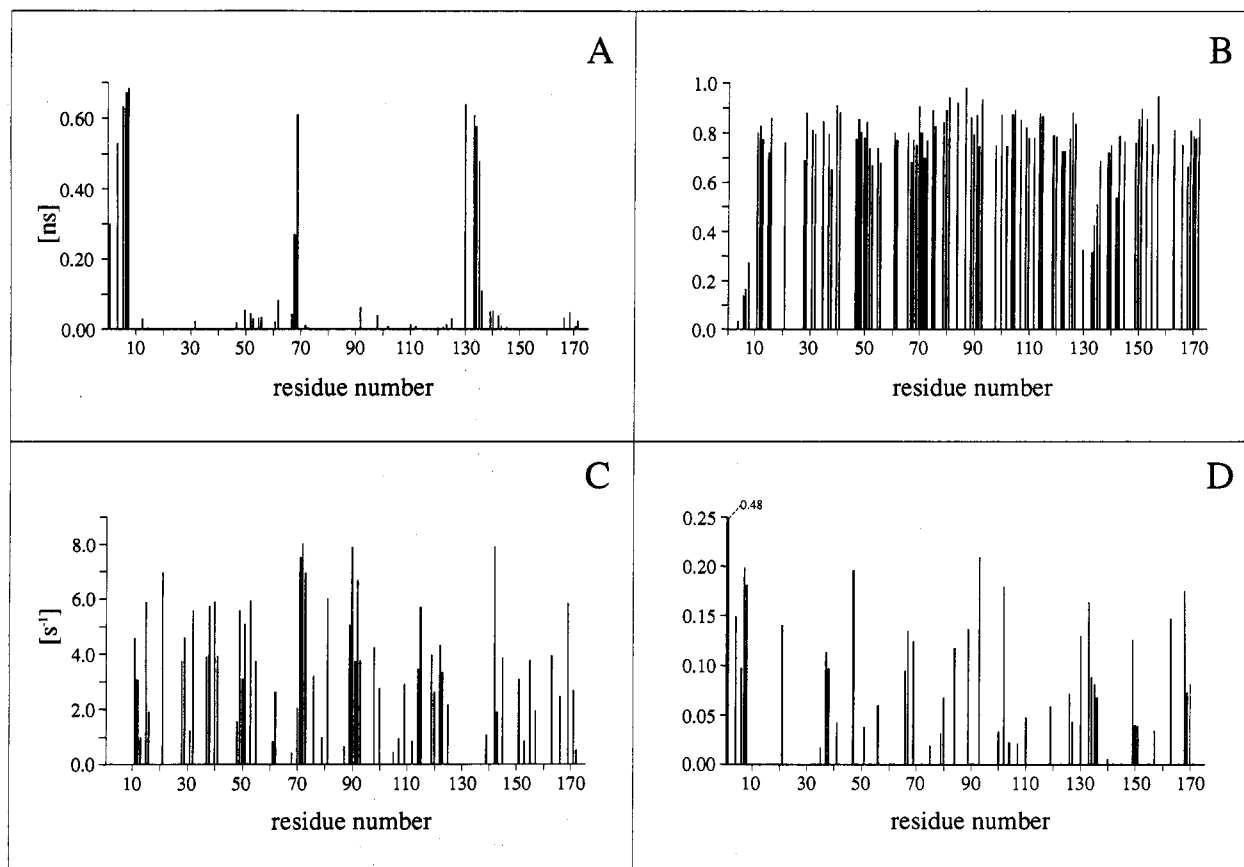 A
0.60
0.40
0.20
0.00
[ns]
10 30 50 70 90 110 130 150 170
residue number
B
1.0
0.8
0.6
0.4
0.2
0.0
10 30 50 70 90 110 130 150 170
residue number
C
8.0
6.0
4.0
2.0
0.0
[s⁻¹]
10 30 50 70 90 110 130 150 170
residue number
D
0.48
0.25
0.20
0.15
0.10
0.05
0.00
10 30 50 70 90 110 130 150 170
residue number